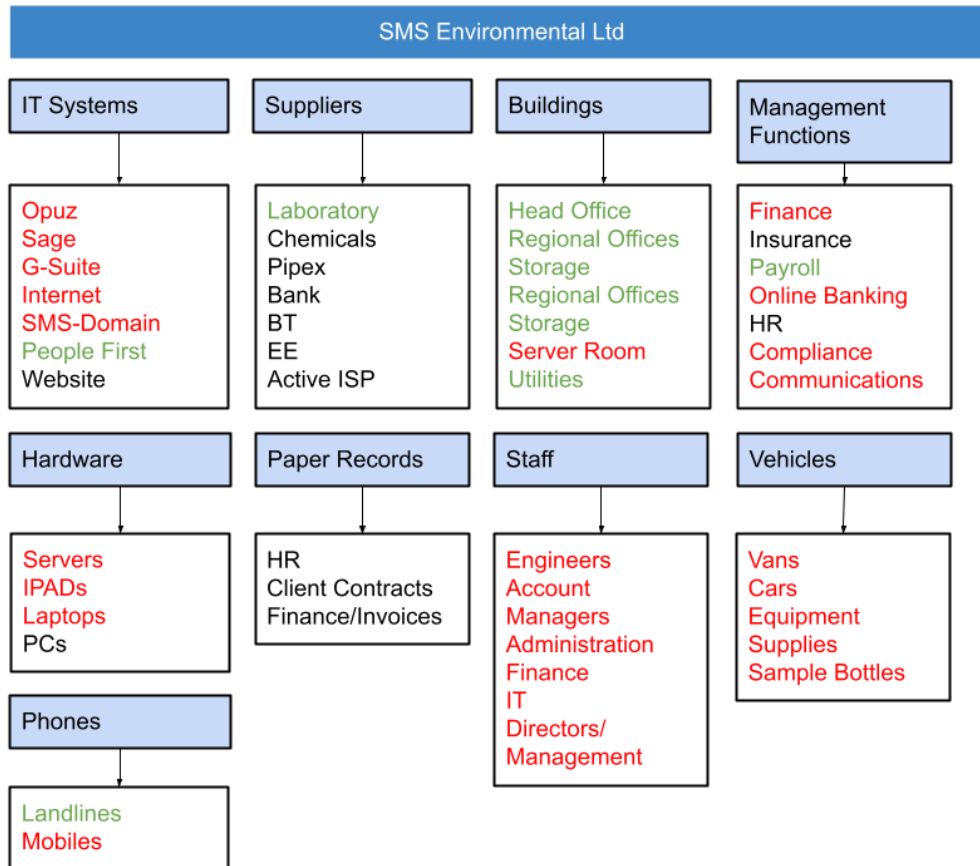 SMS Environmental Ltd
IT Systems
Opuz
Sage
G-Suite
Internet
SMS-Domain
People First
Website
Suppliers
Laboratory
Chemicals
Pipex
Bank
BT
EE
Active ISP
Buildings
Head Office
Regional Offices
Storage
Regional Offices
Storage
Server Room
Utilities
Management
Functions
Finance
Insurance
Payroll
Online Banking
HR
Compliance
Communications
Hardware
Servers
IPADs
Laptops
PCs
Paper Records
HR
Client Contracts
Finance/Invoices
Staff
Engineers
Account
Managers
Administration
Finance
IT
Directors/
Management
Vehicles
Vans
Cars
Equipment
Supplies
Sample Bottles
Phones
Landlines
Mobiles